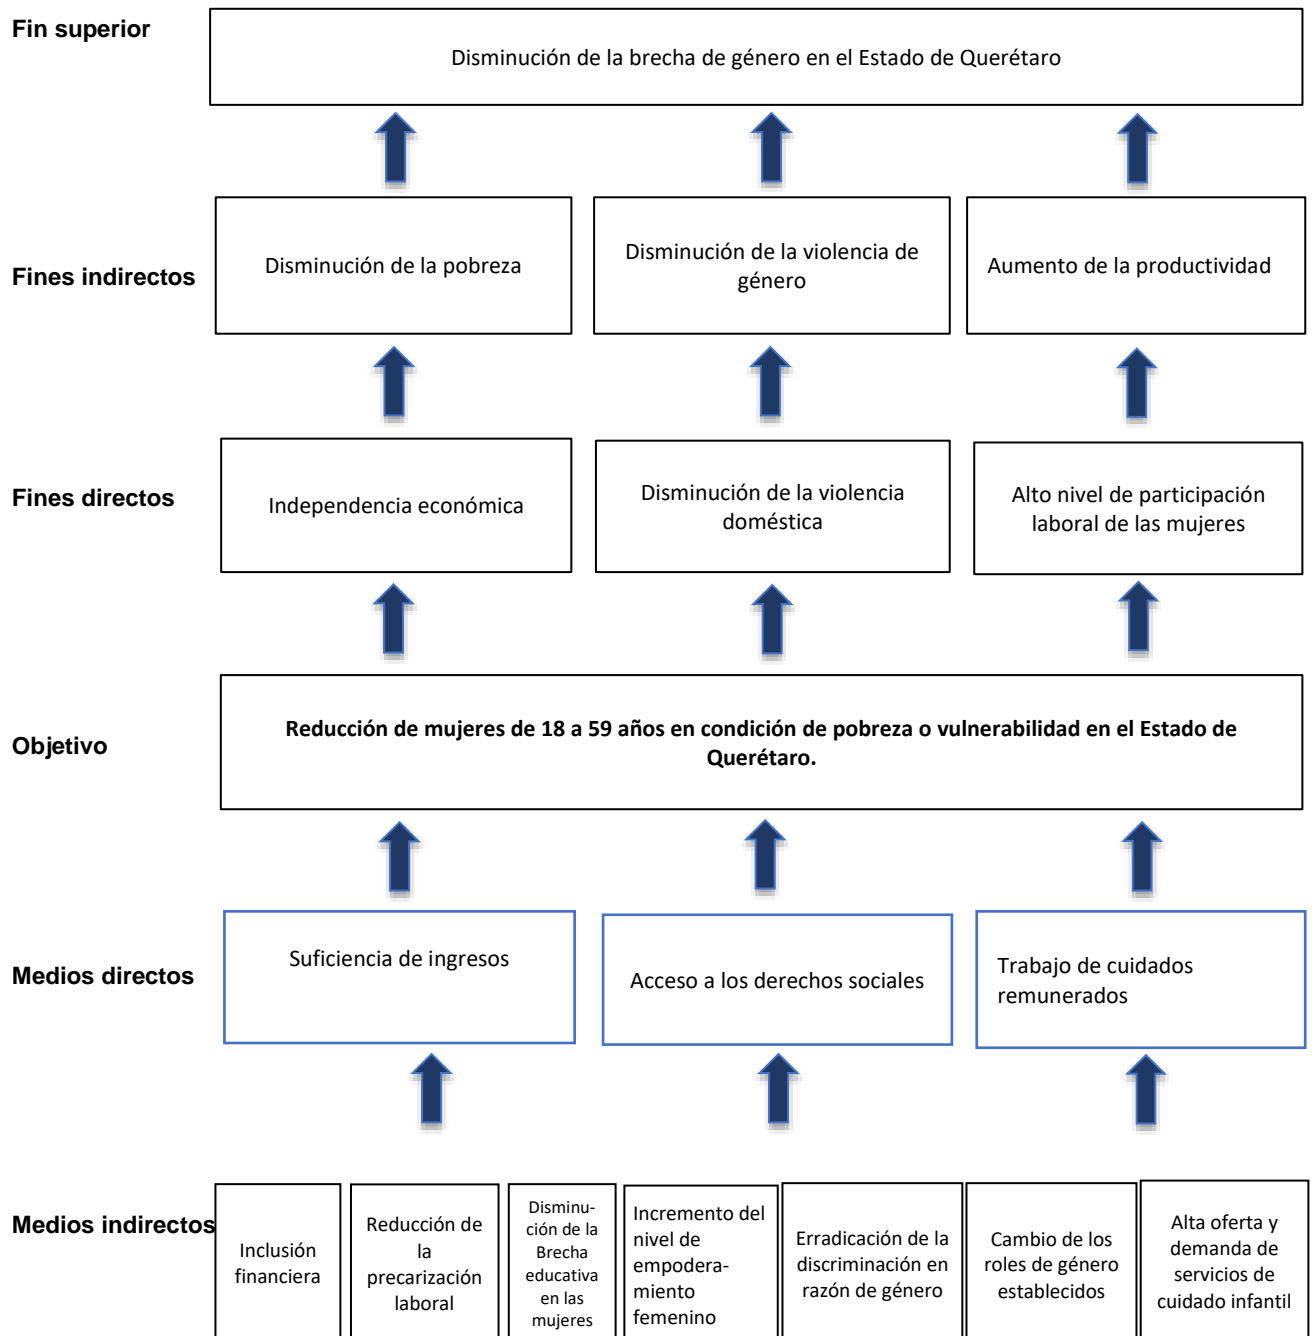 Fin superior
Disminución de la brecha de género en el Estado de Querétaro
Fines indirectos
Disminución de la pobreza
Disminución de la violencia de
género
Aumento de la productividad
Fines directos
Independencia económica
Disminución de la violencia
doméstica
Alto nivel de participación
laboral de las mujeres
Objetivo
Reducción de mujeres de 18 a 59 años en condición de pobreza o vulnerabilidad en el Estado de
Querétaro.
Medios directos
Suficiencia de ingresos
Acceso a los derechos sociales
Trabajo de cuidados
remunerados
Medios indirectos
Inclusión
financiera
Reducción de
la
precarización
laboral
Disminu-
ción de la
Brecha
educativa
en las
mujeres
Incremento del
nivel de
empodera-
miento
femenino
Erradicación de la
discriminación en
razón de género
Cambio de los
roles de género
establecidos
Alta oferta y
demanda de
servicios de
cuidado infantil